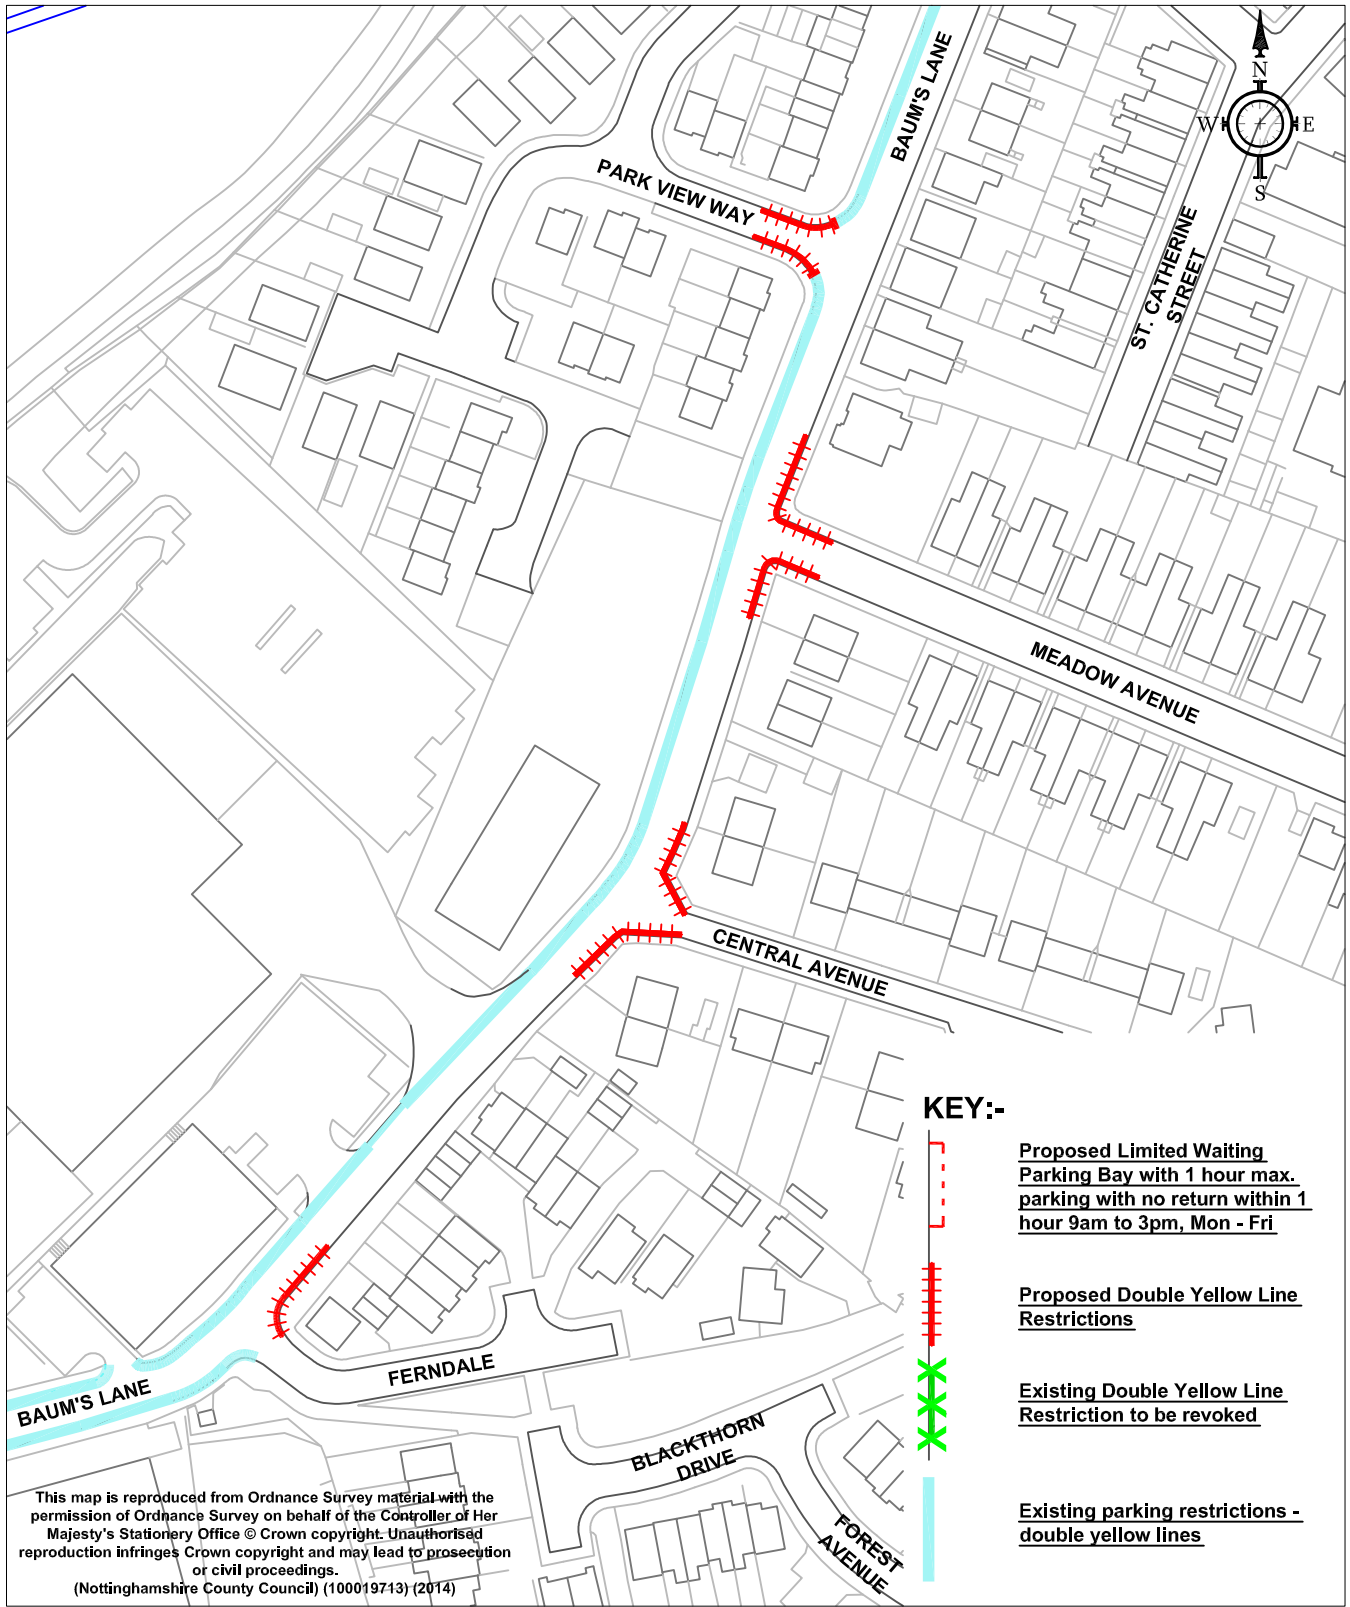 BAUM'S LANE
N
W
E
S
PARK VIEW WAY
ST. CATHERINE
STREET
MEADOW AVENUE
CENTRAL AVENUE
KEY:-
Proposed Limited Waiting
Parking Bay with 1 hour max.
parking with no return within 1
hour 9am to 3pm, Mon - Fri
Proposed Double Yellow Line
Restrictions
Existing Double Yellow Line
Restriction to be revoked
Existing parking restrictions -
double yellow lines
FERNDALE
BAUM'S LANE
BLACKTHORN
DRIVE
FOREST
AVENUE
This map is reproduced from Ordnance Survey material with the
permission of Ordnance Survey on behalf of the Controller of Her
Majesty's Stationery Office © Crown copyright. Unauthorised
reproduction infringes Crown copyright and may lead to prosecution
or civil proceedings.
(Nottinghamshire County Council) (100019713) (2014)